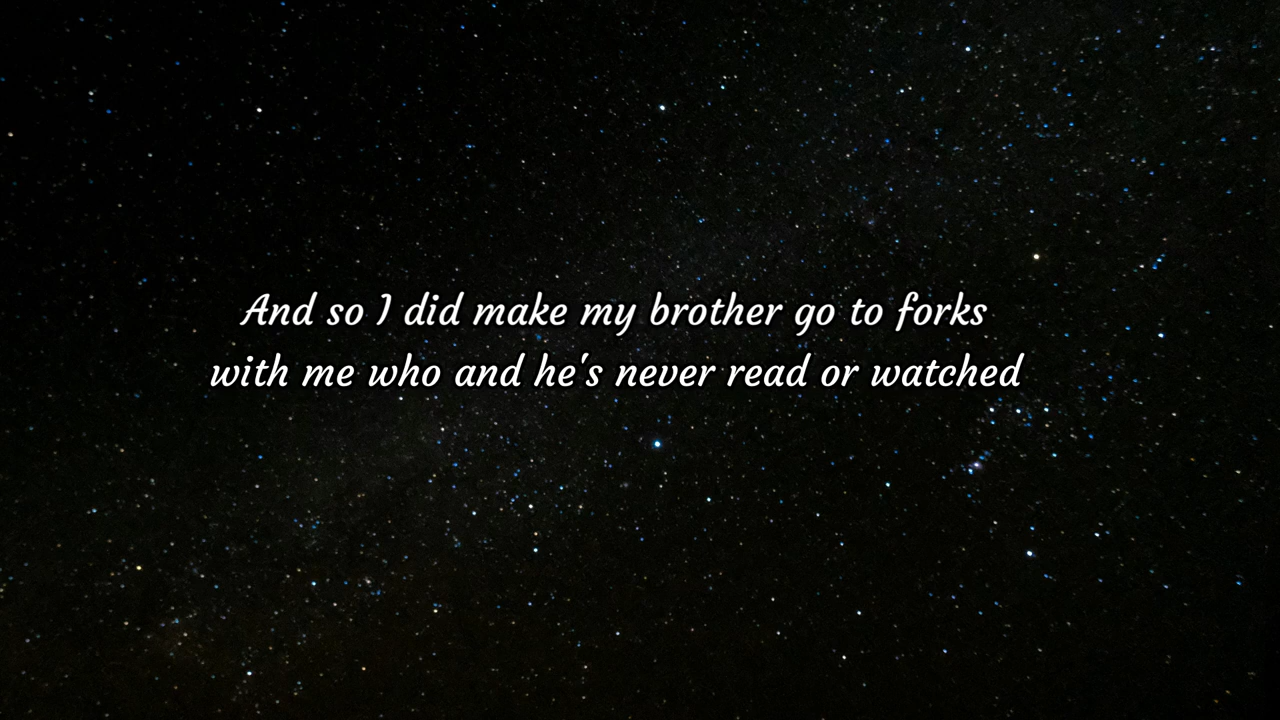 And so I did make my brother go to forks
with me who and he's never read or watched